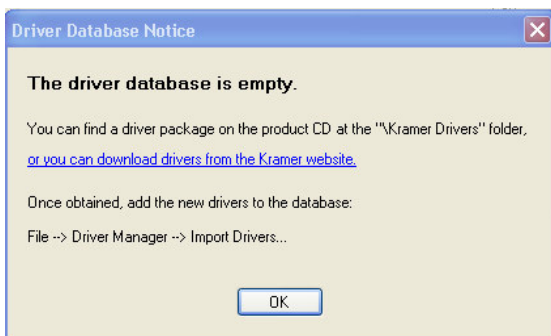 Driver Database Notice
The driver database is empty.
You can find a driver package on the product CD at the "\Kramer Drivers" folder,
or you can download drivers from the Kramer website.
Once obtained, add the new drivers to the database:
File --> Driver Manager --> Import Drivers...
OK